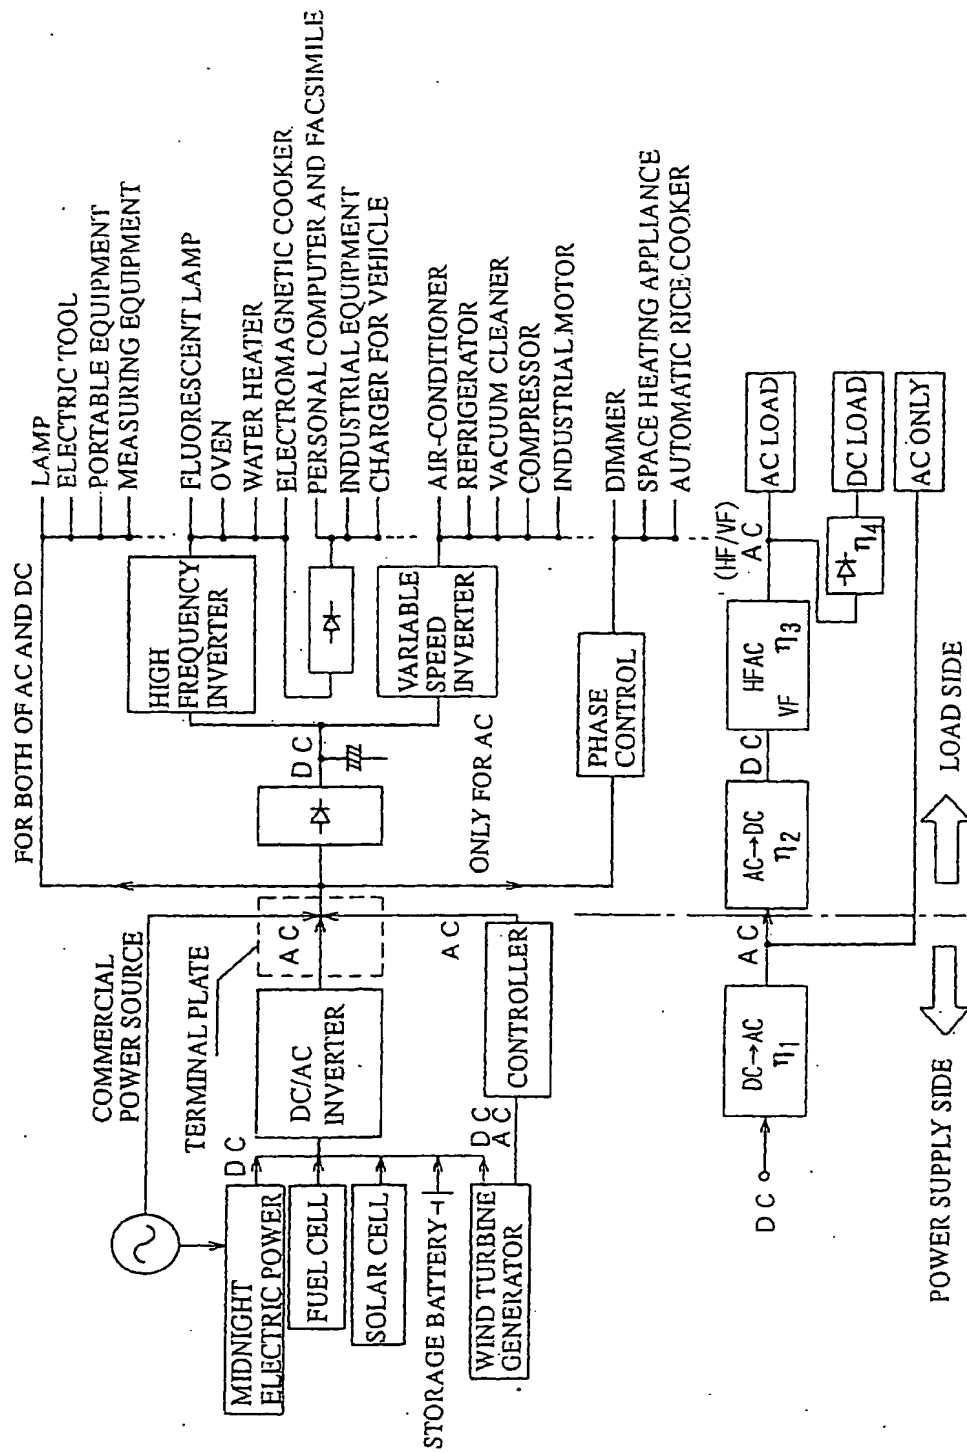 FOR BOTH OF AC AND DC
LAMP
ELECTRIC TOOL
PORTABLE EQUIPMENT
MEASURING EQUIPMENT
COMMERCIAL
POWER SOURCE
TERMINAL PLATE
HIGH
FREQUENCY
INVERTER
FLUORESCENT LAMP
OVEN
WATER HEATER
ELECTROMAGNETIC COOKER
PERSONAL COMPUTER AND FACSIMILE
INDUSTRIAL EQUIPMENT
CHARGER FOR VEHICLE
MIDNIGHT
ELECTRIC POWER
DC
FUEL CELL
SOLAR CELL
STORAGE BATTERY
WIND TURBINE
GENERATOR
DC/AC
INVERTER
AC
DC
VARIABLE
SPEED
INVERTER
AIR-CONDITIONER
REFRIGERATOR
VACUUM CLEANER
COMPRESSOR
INDUSTRIAL MOTOR
DC
AC
CONTROLLER
AC
ONLY FOR AC
PHASE
CONTROL
DIMMER
SPACE HEATING APPLIANCE
AUTOMATIC RICE COOKER
DC
DC→AC
η1
AC
AC→DC
η2
DC
HFAC
VF
η3
(HF/VF)
AC
AC LOAD
η4
DC LOAD
AC ONLY
POWER SUPPLY SIDE
LOAD SIDE